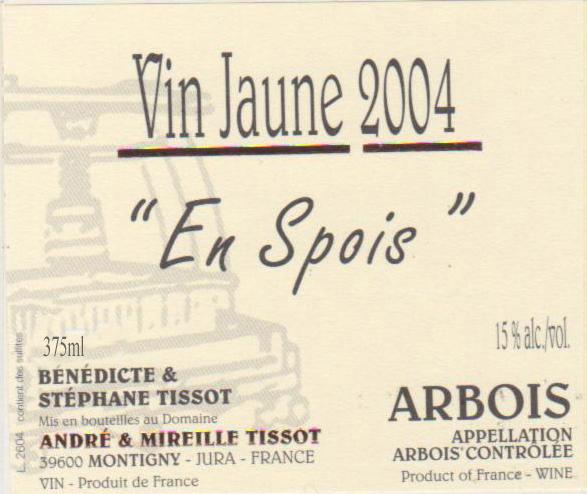 Vin Jaune 2004
"En Spois"
375ml
15 % alc./vol.
BÉNÉDICTE &
STÉPHANE TISSOT
Mis en bouteilles au Domaine
ANDRÉ & MIREILLE TISSOT
39600 MONTIGNY - JURA - FRANCE
VIN - Produit de France
ARBOIS
APPELLATION
ARBOIS CONTRÔLÉE
Product of France - WINE
L. 2604 contient des sulfites